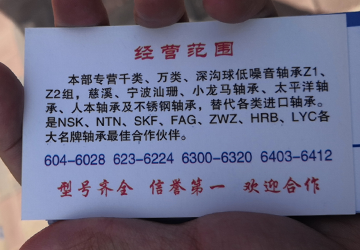 经营范围
本部专营千类、万类、深沟球低噪音轴承Z1、
Z2组，慈溪、宁波汕珊、小龙马轴承、太平洋轴
承、人本轴承及不锈钢轴承，替代各类进口轴承。
是NSK、NTN、SKF、FAG、ZWZ、HRB、LYC各
大名牌轴承最佳合作伙伴。
604-6028 623-6224 6300-6320 6403-6412
型号齐全 信誉第一 欢迎合作